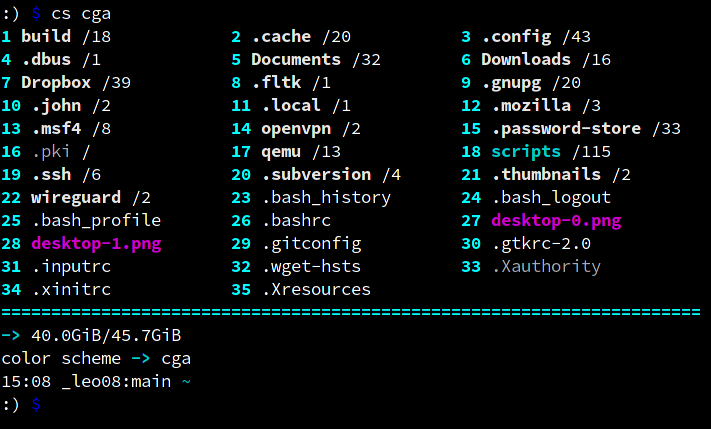 :) $ cs cga
1 build /18 2 .cache /20 3 .config /43
4 .dbus /1 5 Documents /32 6 Downloads /16
7 Dropbox /39 8 .fltk /1 9 .gnupg /20
10 .john /2 11 .local /1 12 .mozilla /3
13 .msf4 /8 14 openvpn /2 15 .password-store /33
16 .pki / 17 qemu /13 18 scripts /115
19 .ssh /6 20 .subversion /4 21 .thumbnails /2
22 wireguard /2 23 .bash_history 24 .bash_logout
25 .bash_profile 26 .bashrc 27 desktop-0.png
28 desktop-1.png 29 .gitconfig 30 .gtkrc-2.0
31 .inputrc 32 .wget-hsts 33 .Xauthority
34 .xinitrc 35 .Xresources
================================================================
-> 40.0GiB/45.7GiB
color scheme -> cga
15:08 _leo08:main ~
:) $